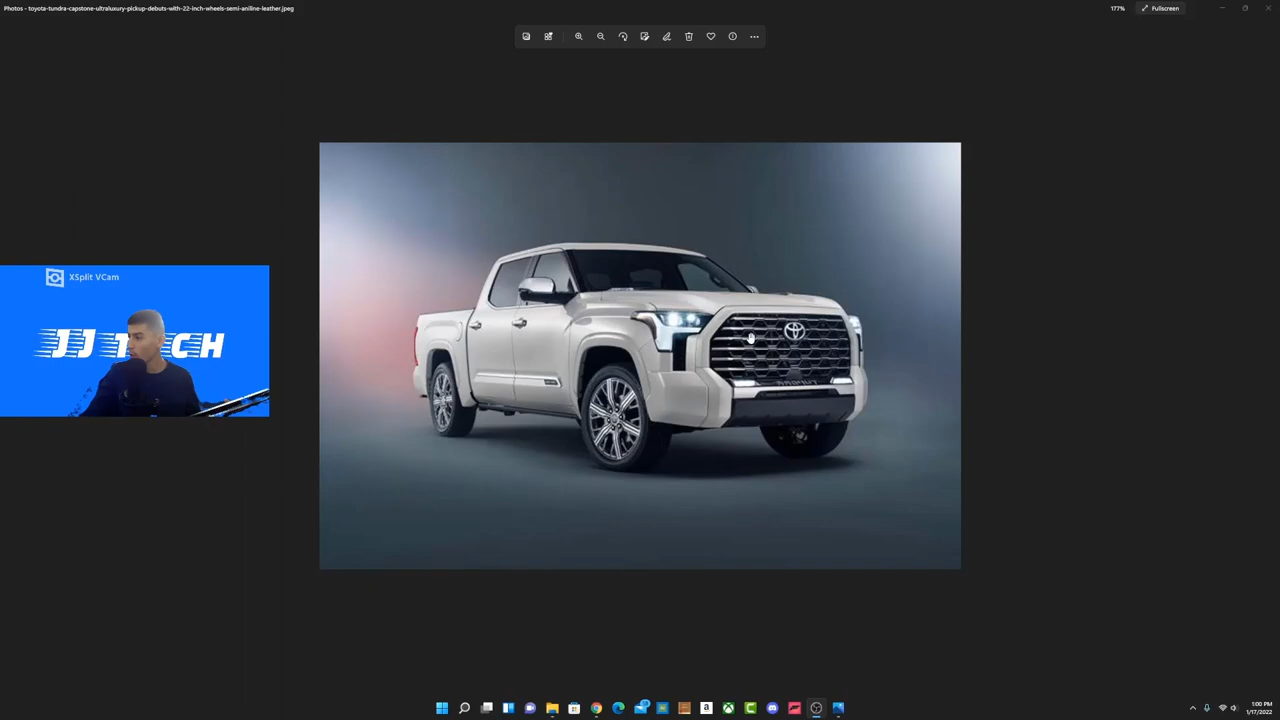 Photos - toyota-tundra-capstone-ultraluxury-pickup-debuts-with-22-inch-wheels-semi-aniline-leather.jpeg
177%
Fullscreen
XSplit VCam
JJ TECH
1:00 PM
1/17/2022